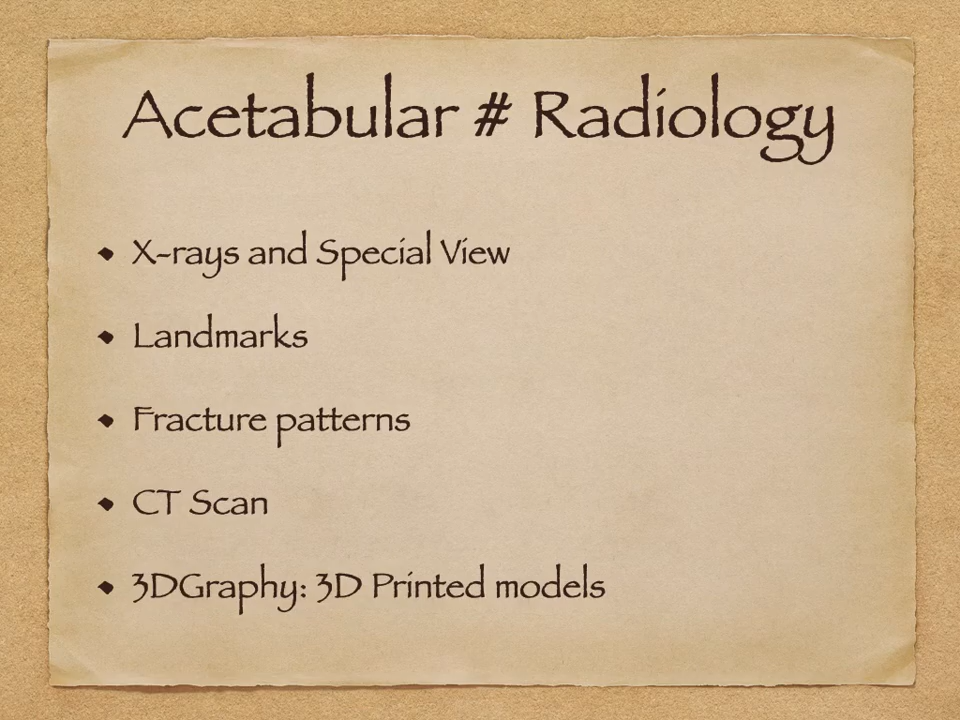 Acetabular # Radiology
X-rays and Special View
Landmarks
Fracture patterns
CT Scan
3DGraphy: 3D Printed models